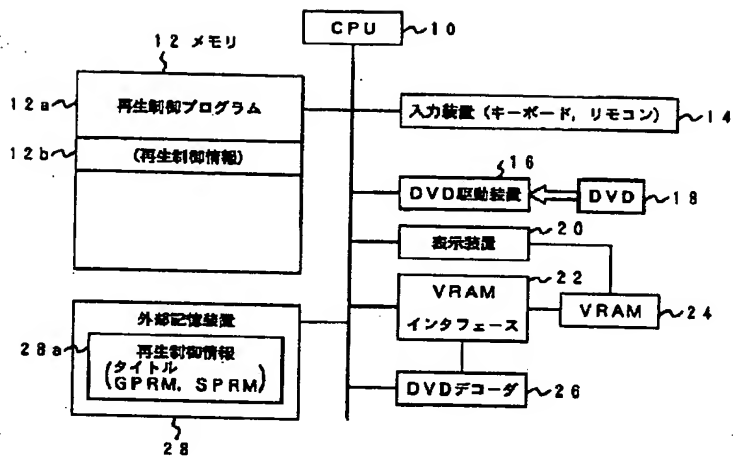 CPU
10
12 メモリ
12a
再生制御プログラム
12b
(再生制御情報)
入力装置(キーボード,リモコン)
14
16
DVD駆動装置
DVD
18
20
表示装置
22
VRAM
インタフェース
VRAM
24
外部記憶装置
28a
再生制御情報
(タイトル
GPRM, SPRM)
DVDデコーダ
26
28